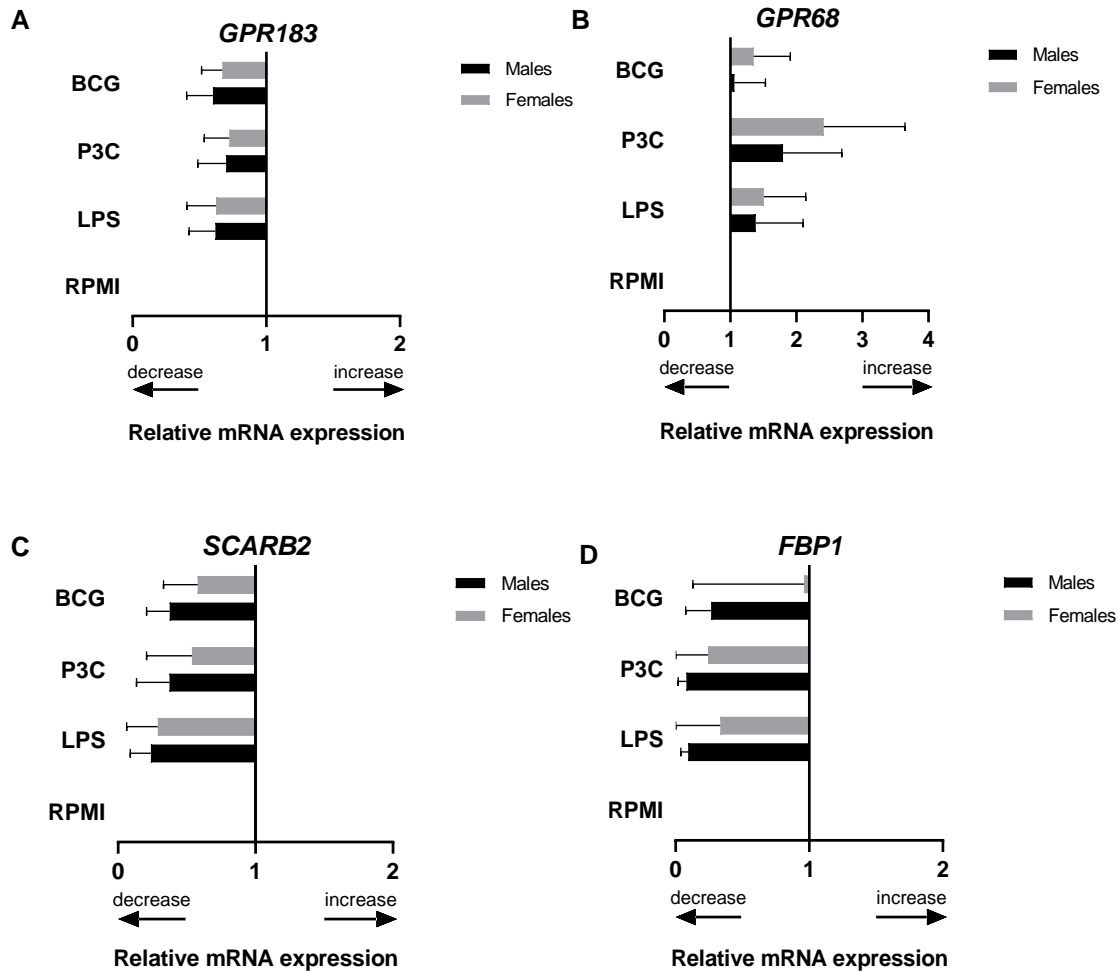 A
GPR183
BCG
P3C
LPS
RPMI
Males
Females
0 1 2
decrease increase
Relative mRNA expression
B
GPR68
BCG
P3C
LPS
RPMI
Males
Females
0 1 2 3 4
decrease increase
Relative mRNA expression
C
SCARB2
BCG
P3C
LPS
RPMI
Males
Females
0 1 2
decrease increase
Relative mRNA expression
D
FBP1
BCG
P3C
LPS
RPMI
Males
Females
0 1 2
decrease increase
Relative mRNA expression